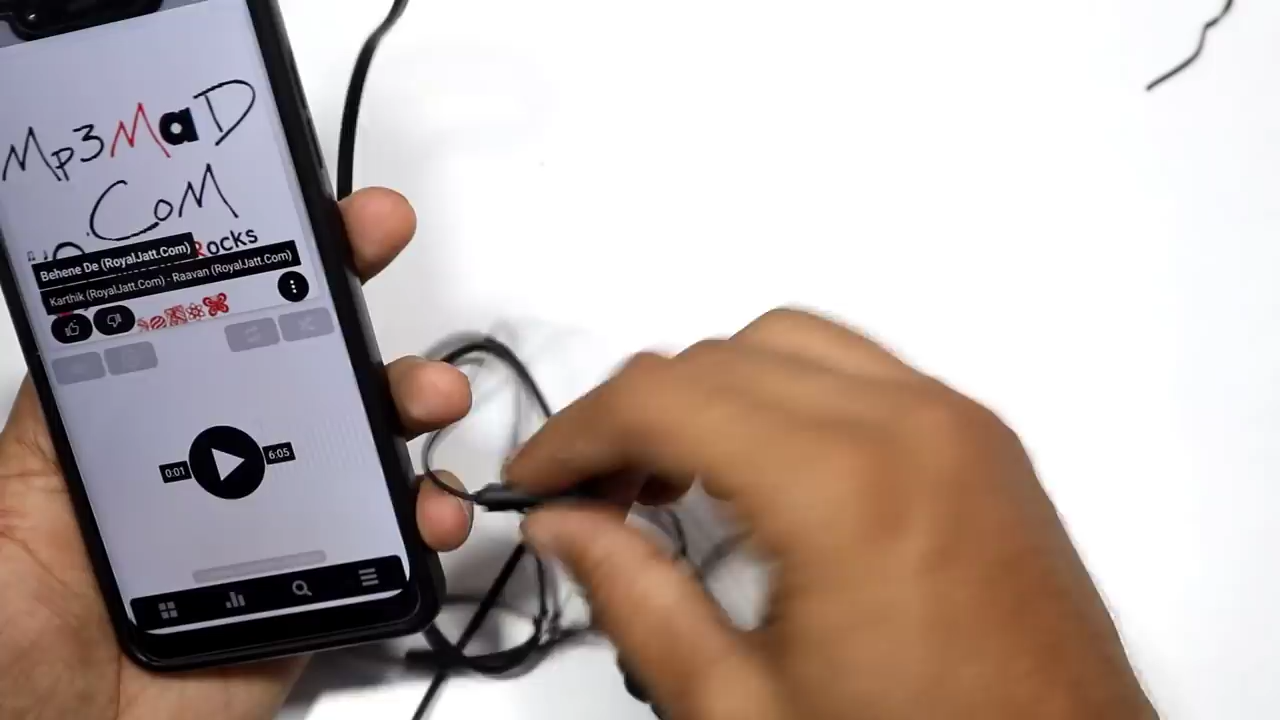 Mp3MaD
CoM
Rocks
Behene De (RoyalJatt.Com)
Karthik (RoyalJatt.Com) - Raavan (RoyalJatt.Com)
0:01
6:05